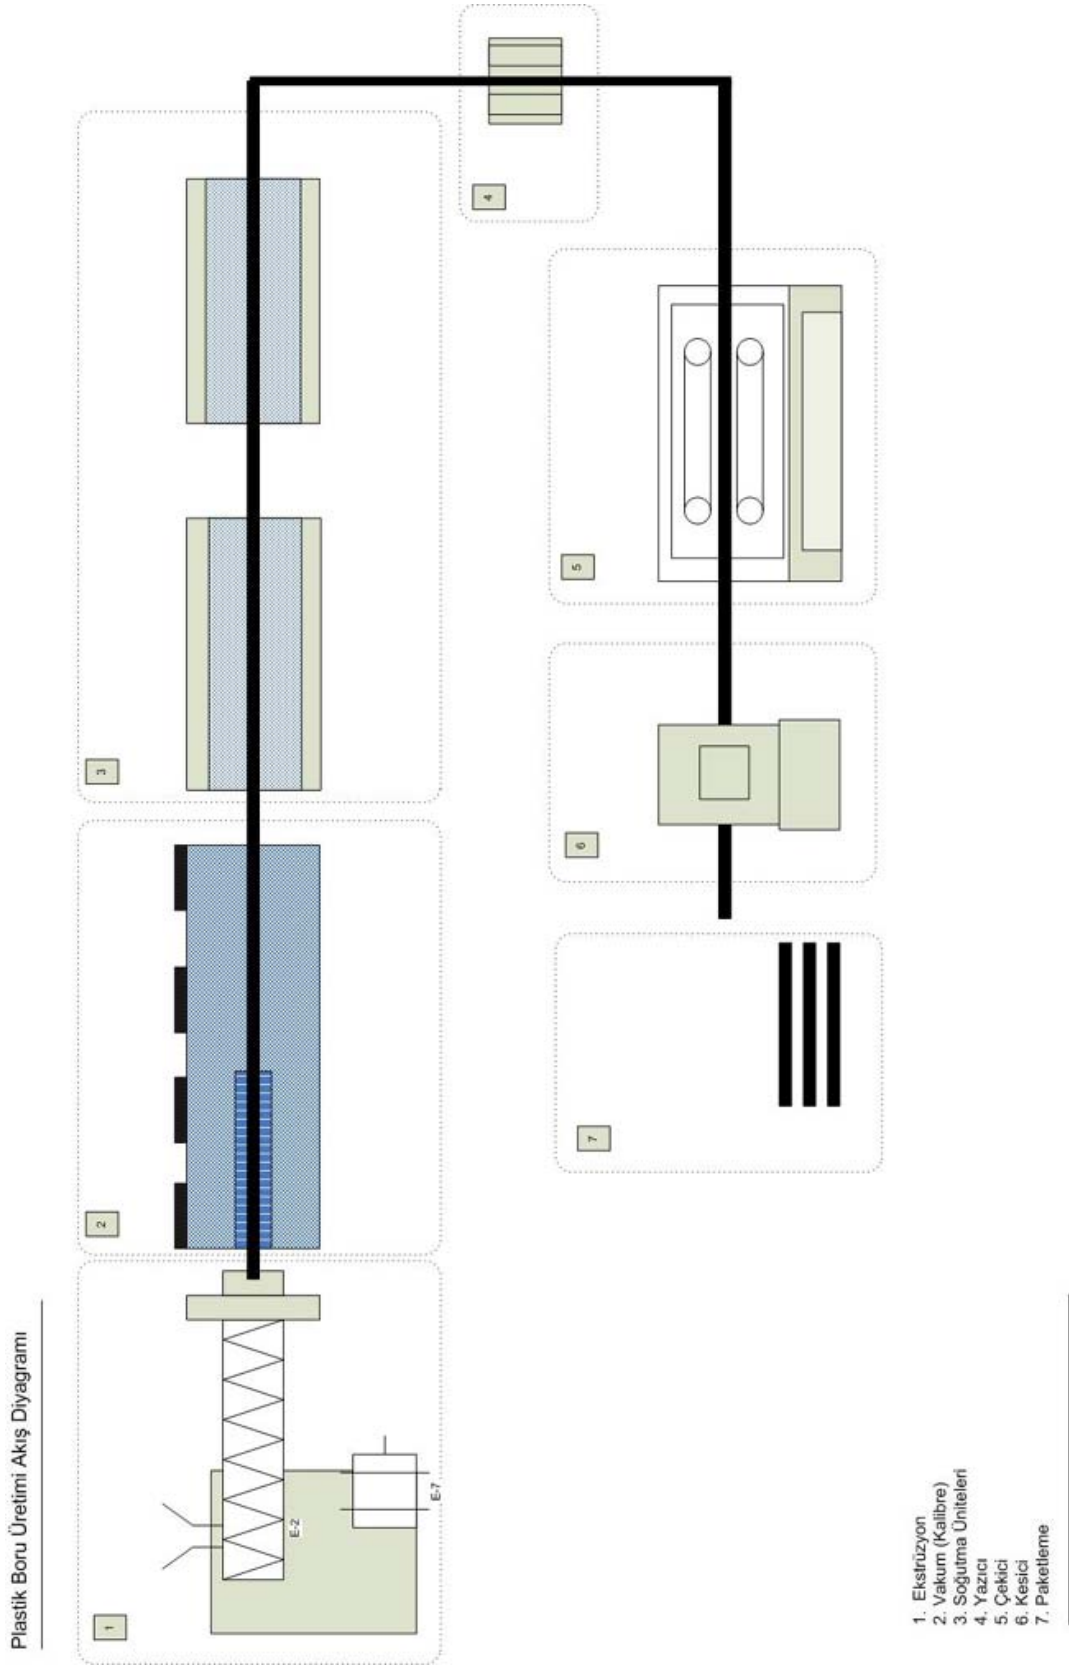 Plastik Boru Üretimi Akış Diyagramı
1
E-2
E-7
2
3
4
5
6
7
1. Ekstrüzyon
2. Vakum (Kalibre)
3. Soğutma Üniteleri
4. Yazıcı
5. Çekici
6. Kesici
7. Paketleme